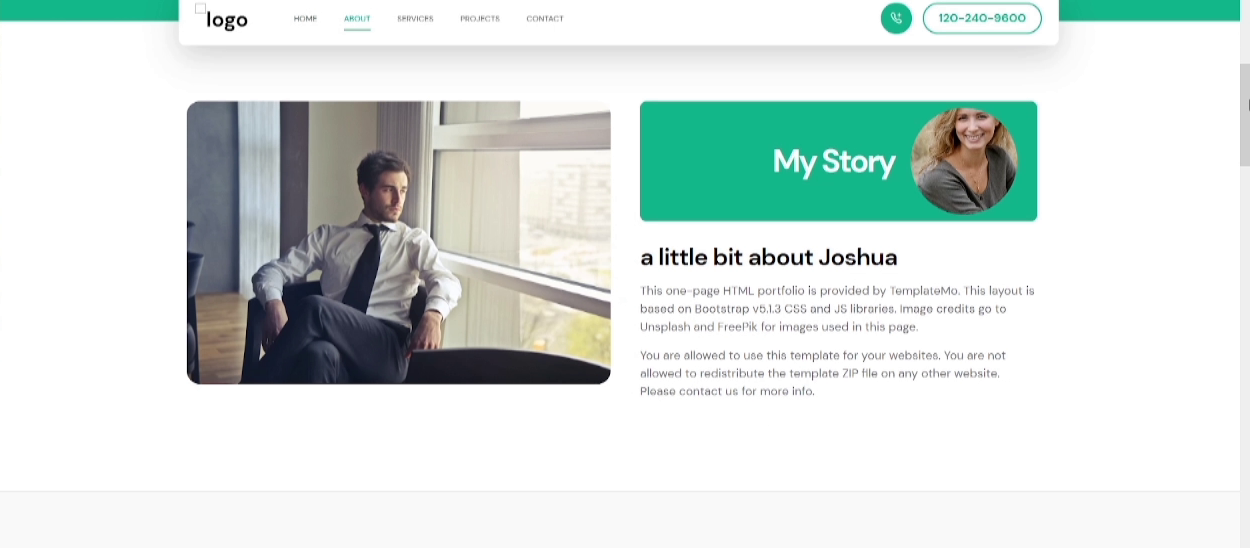 logo
HOME ABOUT SERVICES PROJECTS CONTACT
120-240-9600
My Story
a little bit about Joshua
This one-page HTML portfolio is provided by TemplateMo. This layout is
based on Bootstrap v5.1.3 CSS and JS libraries. Image credits go to
Unsplash and FreePik for images used in this page.
You are allowed to use this template for your websites. You are not
allowed to redistribute the template ZIP file on any other website.
Please contact us for more info.